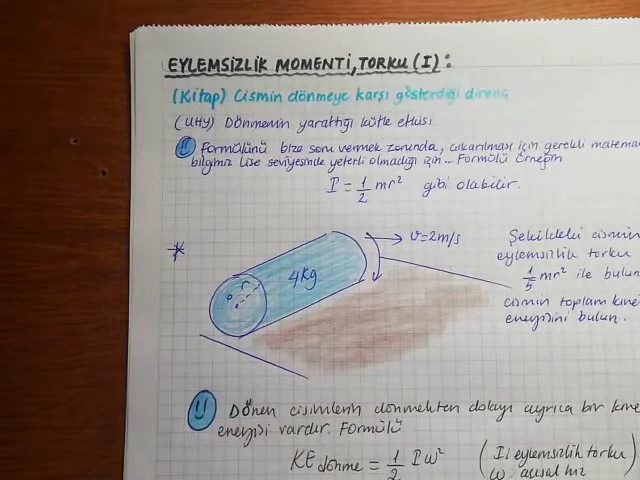 EYLEMSİZLİK MOMENTİ, TORKU (I) :
(Kitap) Cismin dönmeye karşı gösterdiği direnç
(UHY) Dönmenin yarattığı kütle etkisi
Formülünü bize soru vermek zorunda, çıkarılması için gerekli matema
bilgimiz lise seviyesinde yeterli olmadığı için... Formülü örneğin
I = 1/2 mr² gibi olabilir.
* 4kg r v=2m/s
Şekildeki cismin
eylemsizlik torku
1/5 mr² ile bulun
cismin toplam kine
enerjisini bulun.
Dönen cisimlerin dönmekten dolayı ayrıca bir kine
enerjisi vardır. Formülü
KE dönme = 1/2 I ω² (I: eylemsizlik torku)
ω: açısal hız